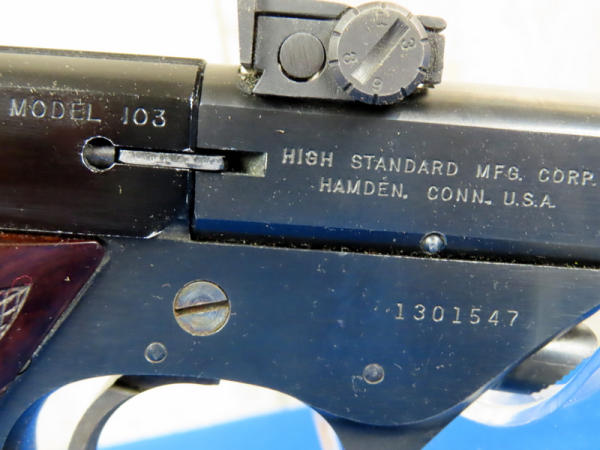 MODEL 103
HIGH STANDARD MFG. CORP.
HAMDEN, CONN. U.S.A.
1301547